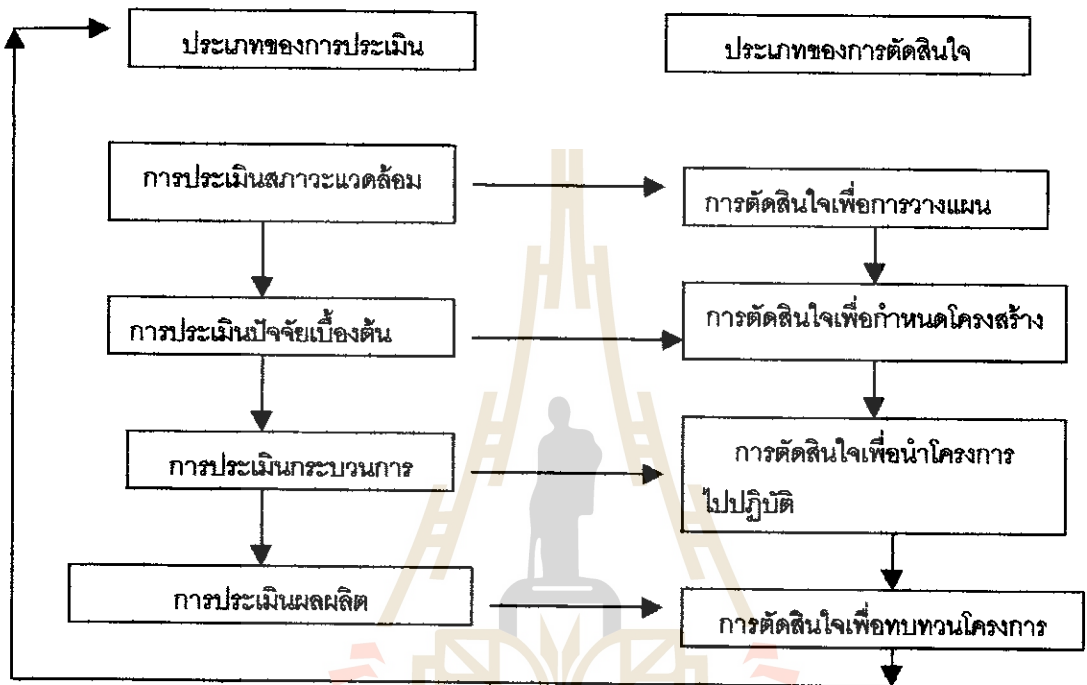 ประเภทของการประเมิน
ประเภทของการตัดสินใจ
การประเมินสภาวะแวดล้อม
การตัดสินใจเพื่อการวางแผน
การประเมินปัจจัยเบื้องต้น
การตัดสินใจเพื่อกำหนดโครงสร้าง
การประเมินกระบวนการ
การตัดสินใจเพื่อนำโครงการ
ไปปฏิบัติ
การประเมินผลผลิต
การตัดสินใจเพื่อทบทวนโครงการ